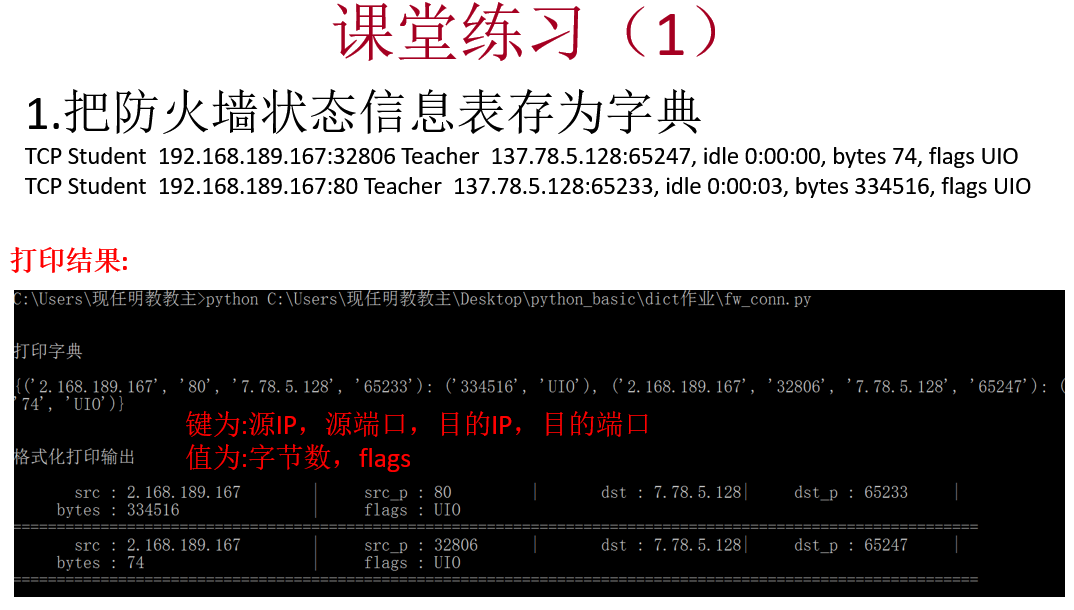 课堂练习（1）
1.把防火墙状态信息表存为字典
TCP Student 192.168.189.167:32806 Teacher 137.78.5.128:65247, idle 0:00:00, bytes 74, flags UIO
TCP Student 192.168.189.167:80 Teacher 137.78.5.128:65233, idle 0:00:03, bytes 334516, flags UIO
打印结果:
C:\Users\现任明教教主>python C:\Users\现任明教教主\Desktop\python_basic\dict作业\fw_conn.py
打印字典
{('2.168.189.167', '80', '7.78.5.128', '65233'): ('334516', 'UIO'), ('2.168.189.167', '32806', '7.78.5.128', '65247'): (
'74', 'UIO')}
键为:源IP，源端口，目的IP，目的端口
值为:字节数，flags
格式化打印输出
src : 2.168.189.167 | src_p : 80 | dst : 7.78.5.128| dst_p : 65233 |
bytes : 334516 | flags : UIO
================================================================================
src : 2.168.189.167 | src_p : 32806 | dst : 7.78.5.128| dst_p : 65247 |
bytes : 74 | flags : UIO
================================================================================